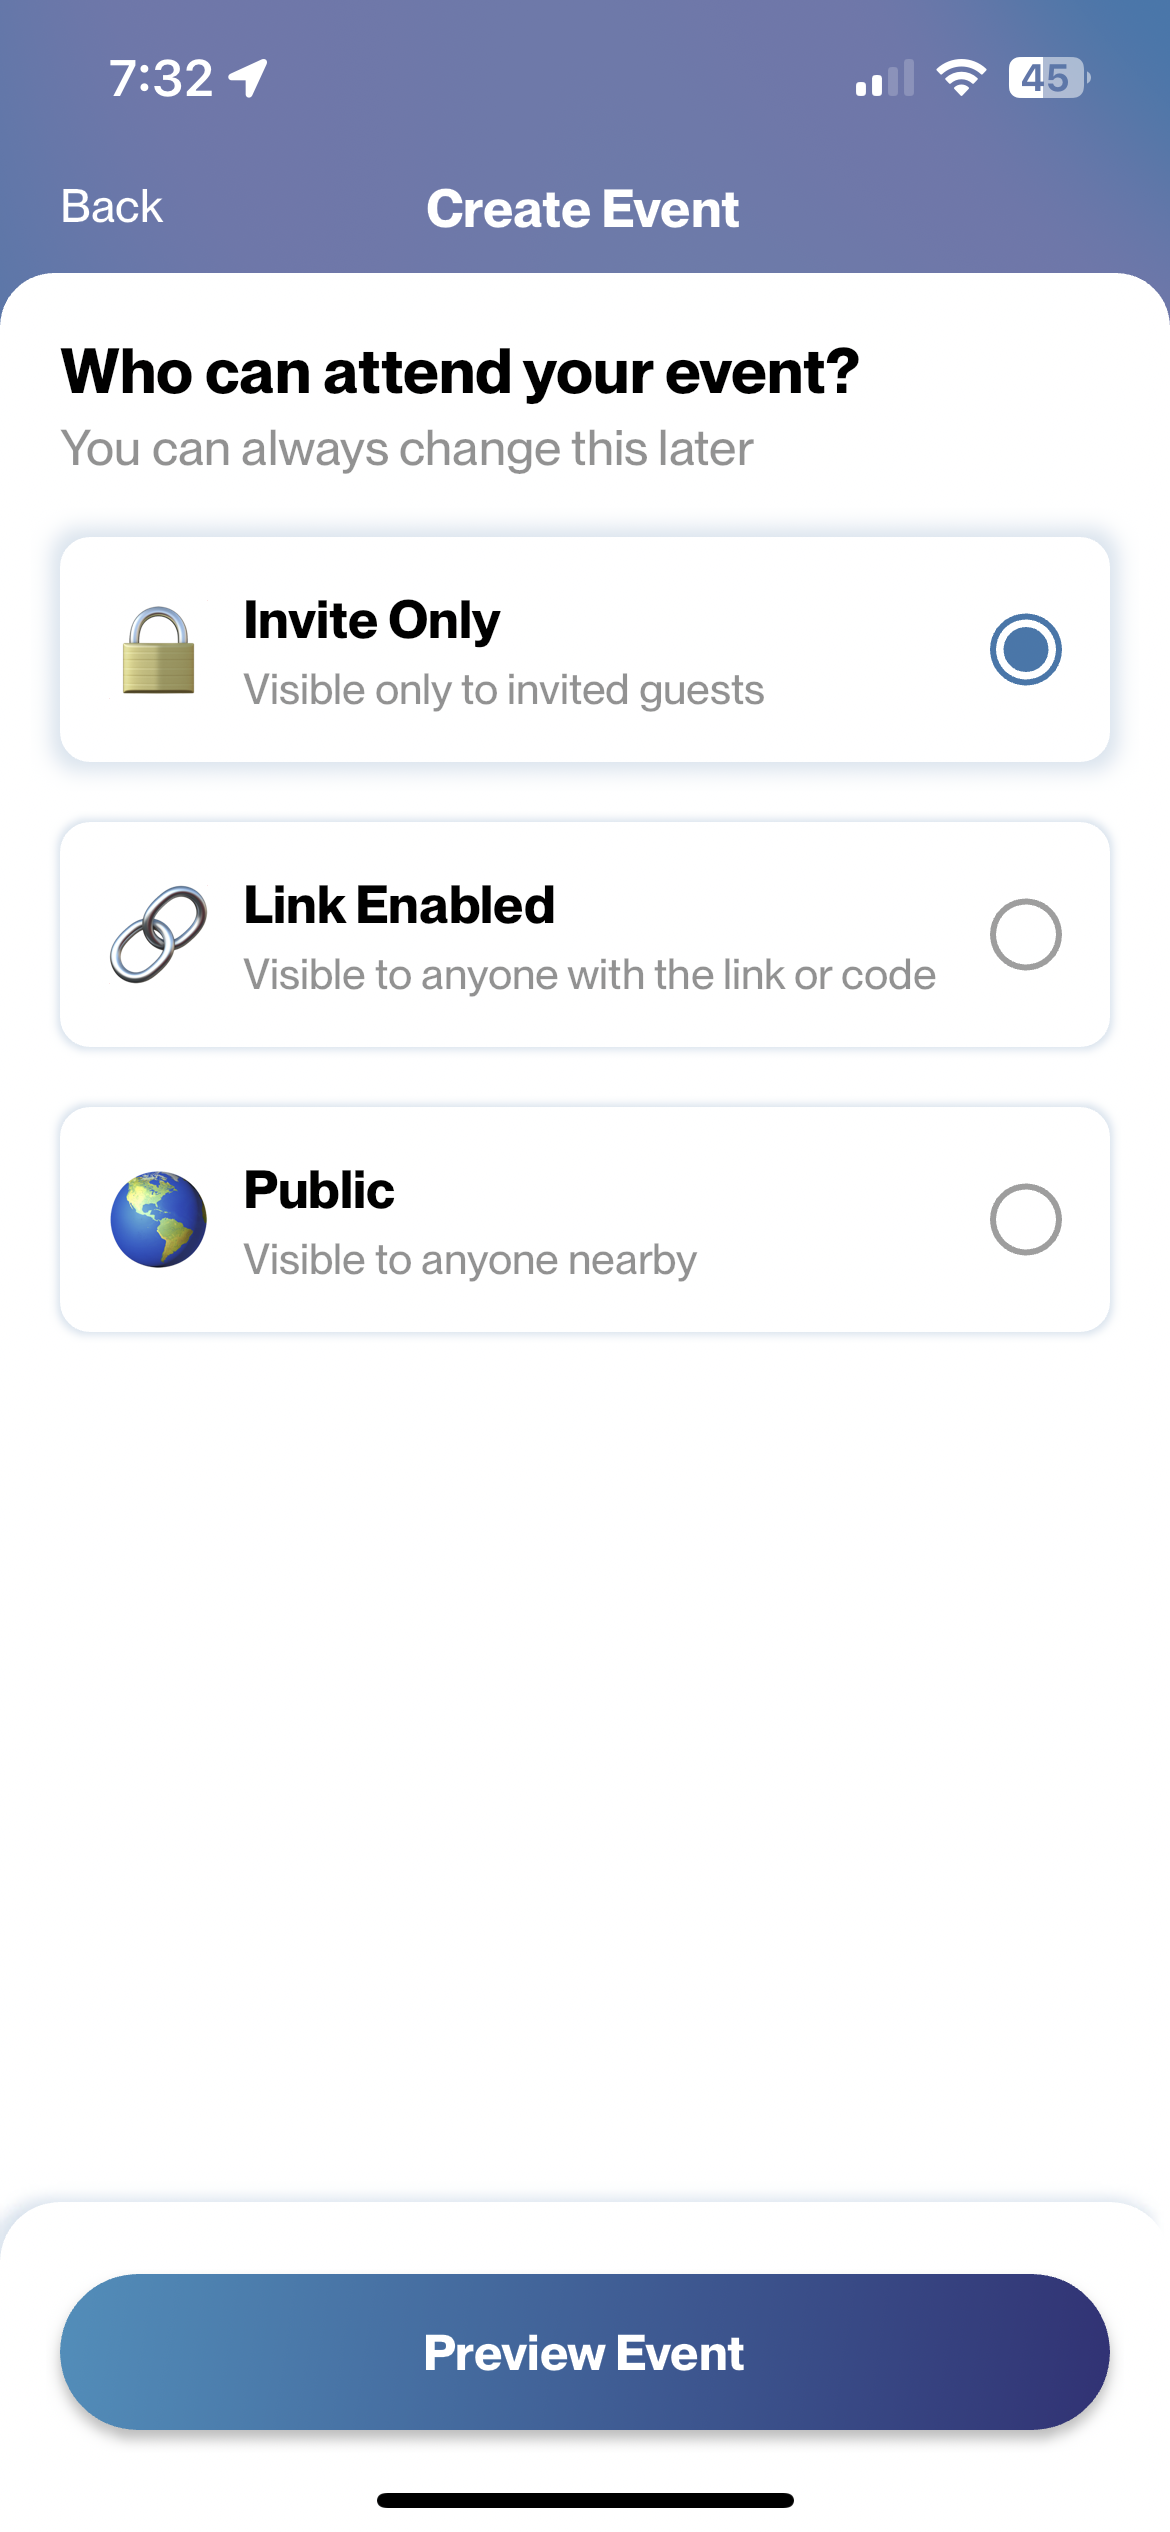 7:32
45
Back
Create Event
Who can attend your event?
You can always change this later
Invite Only
Visible only to invited guests
Link Enabled
Visible to anyone with the link or code
Public
Visible to anyone nearby
Preview Event